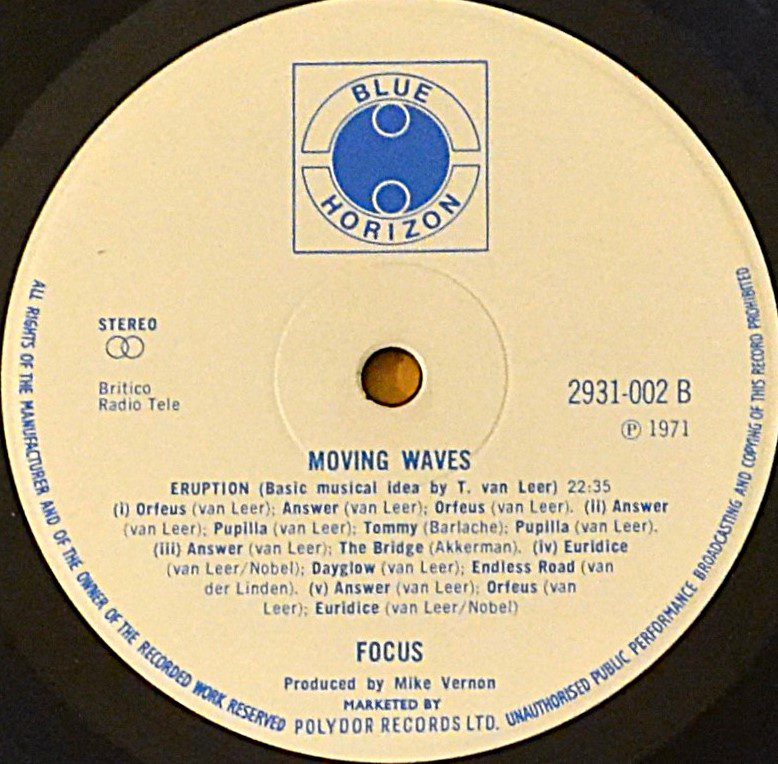 BLUE
HORIZON
STEREO
Britico
Radio Tele
2931-002 B
Ⓟ 1971
MOVING WAVES
ERUPTION (Basic musical idea by T. van Leer) 22:35
(i) Orfeus (van Leer); Answer (van Leer); Orfeus (van Leer). (ii) Answer
(van Leer); Pupilla (van Leer); Tommy (Barlache); Pupilla (van Leer).
(iii) Answer (van Leer); The Bridge (Akkerman). (iv) Euridice
(van Leer/Nobel); Dayglow (van Leer); Endless Road (van
der Linden). (v) Answer (van Leer); Orfeus (van
Leer); Euridice (van Leer/Nobel)
FOCUS
Produced by Mike Vernon
MARKETED BY
POLYDOR RECORDS LTD.
ALL RIGHTS OF THE MANUFACTURER AND OF THE OWNER OF THE RECORDED WORK RESERVED
UNAUTHORISED PUBLIC PERFORMANCE BROADCASTING AND COPYING OF THIS RECORD PROHIBITED